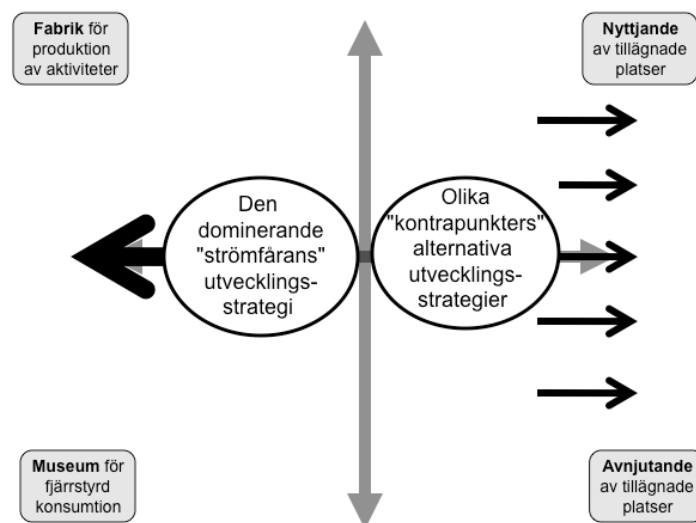 Fabrik för
produktion
av aktiviteter
Nyttjande
av tillägnade
platser
Den
dominerande
"strömfårans"
utvecklings-
strategi
Olika
"kontrapunkters"
alternativa
utvecklings-
strategier
Museum för
fjärrstyrd
konsumtion
Avnjutande
av tillägnade
platser